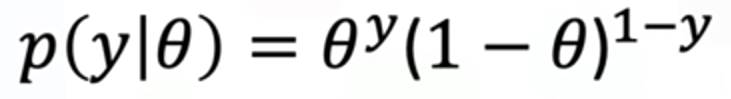 p(y|θ) = θ^y(1 − θ)^{1−y}